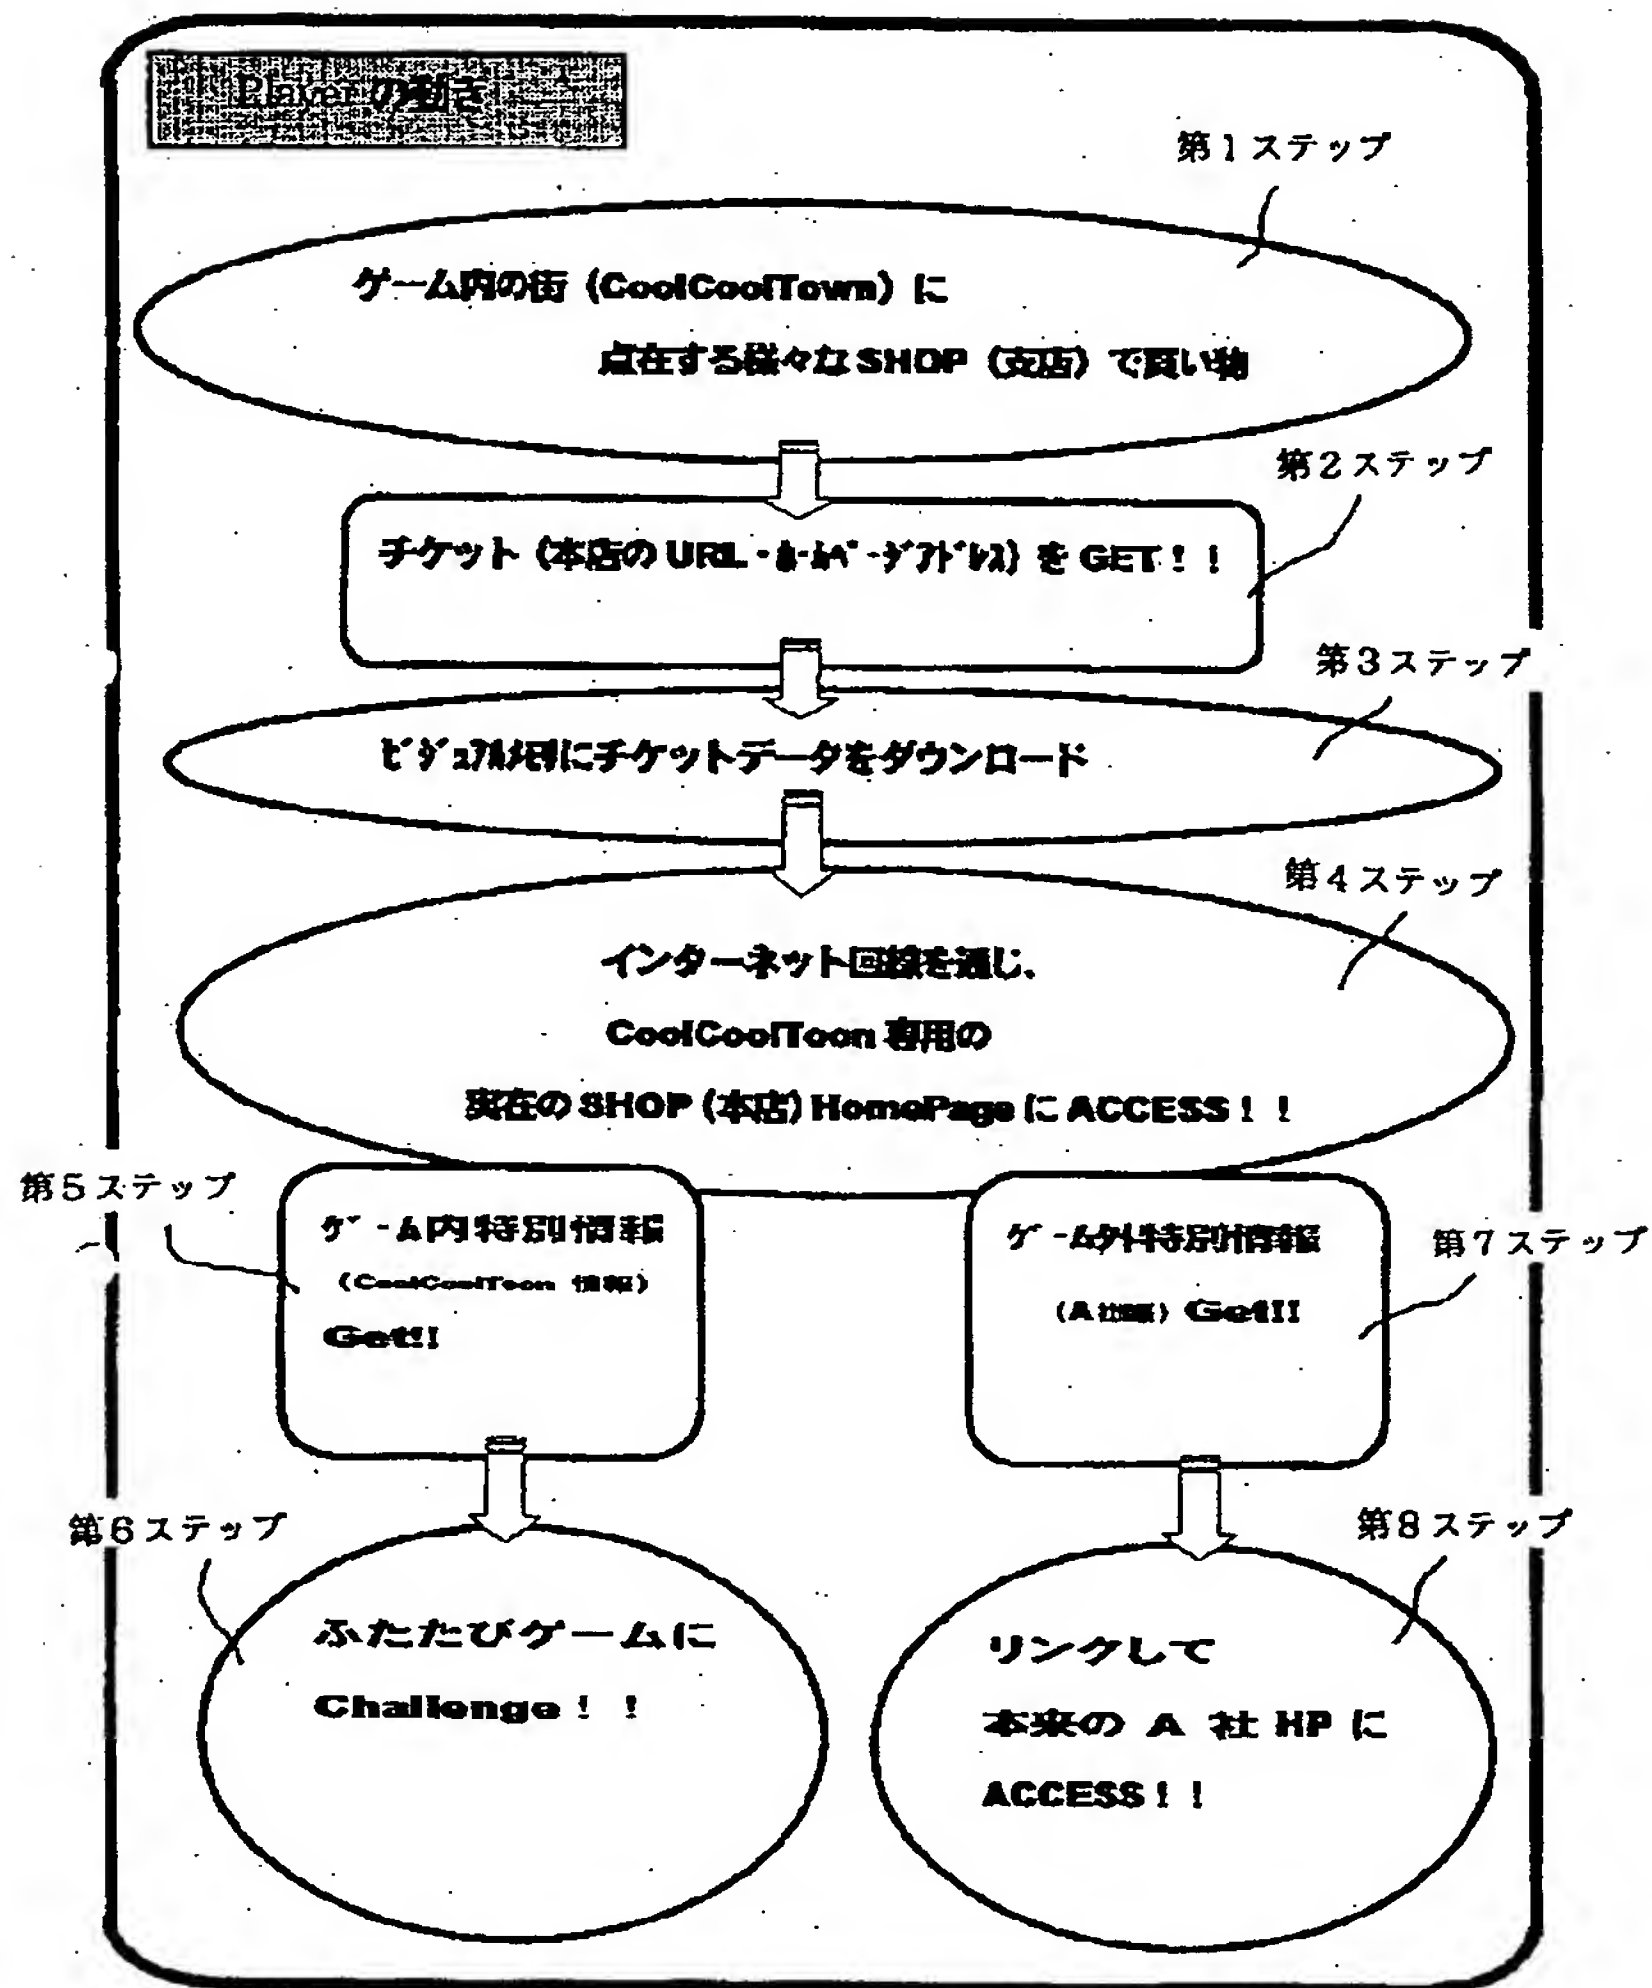 Playerの動き
第1ステップ
ゲーム内の街（CoolCoolTown）に
点在する様々なSHOP（支店）で買い物
第2ステップ
チケット（本店のURL・ﾎｰﾑﾍﾟｰｼﾞｱﾄﾞﾚｽ）をGET！！
第3ステップ
ﾋﾞｼﾞｭｱﾙﾒﾓﾘにチケットデータをダウンロード
第4ステップ
インターネット回線を通じ、
CoolCoolToon専用の
実在のSHOP（本店）HomePageにACCESS！！
第5ステップ
ｹﾞｰﾑ内特別情報
（CoolCoolToon 情報）
Get!!
第7ステップ
ｹﾞｰﾑ外特別情報
（A社） Get!!
第6ステップ
ふたたびゲームに
Challenge！！
第8ステップ
リンクして
本来のA社HPに
ACCESS！！